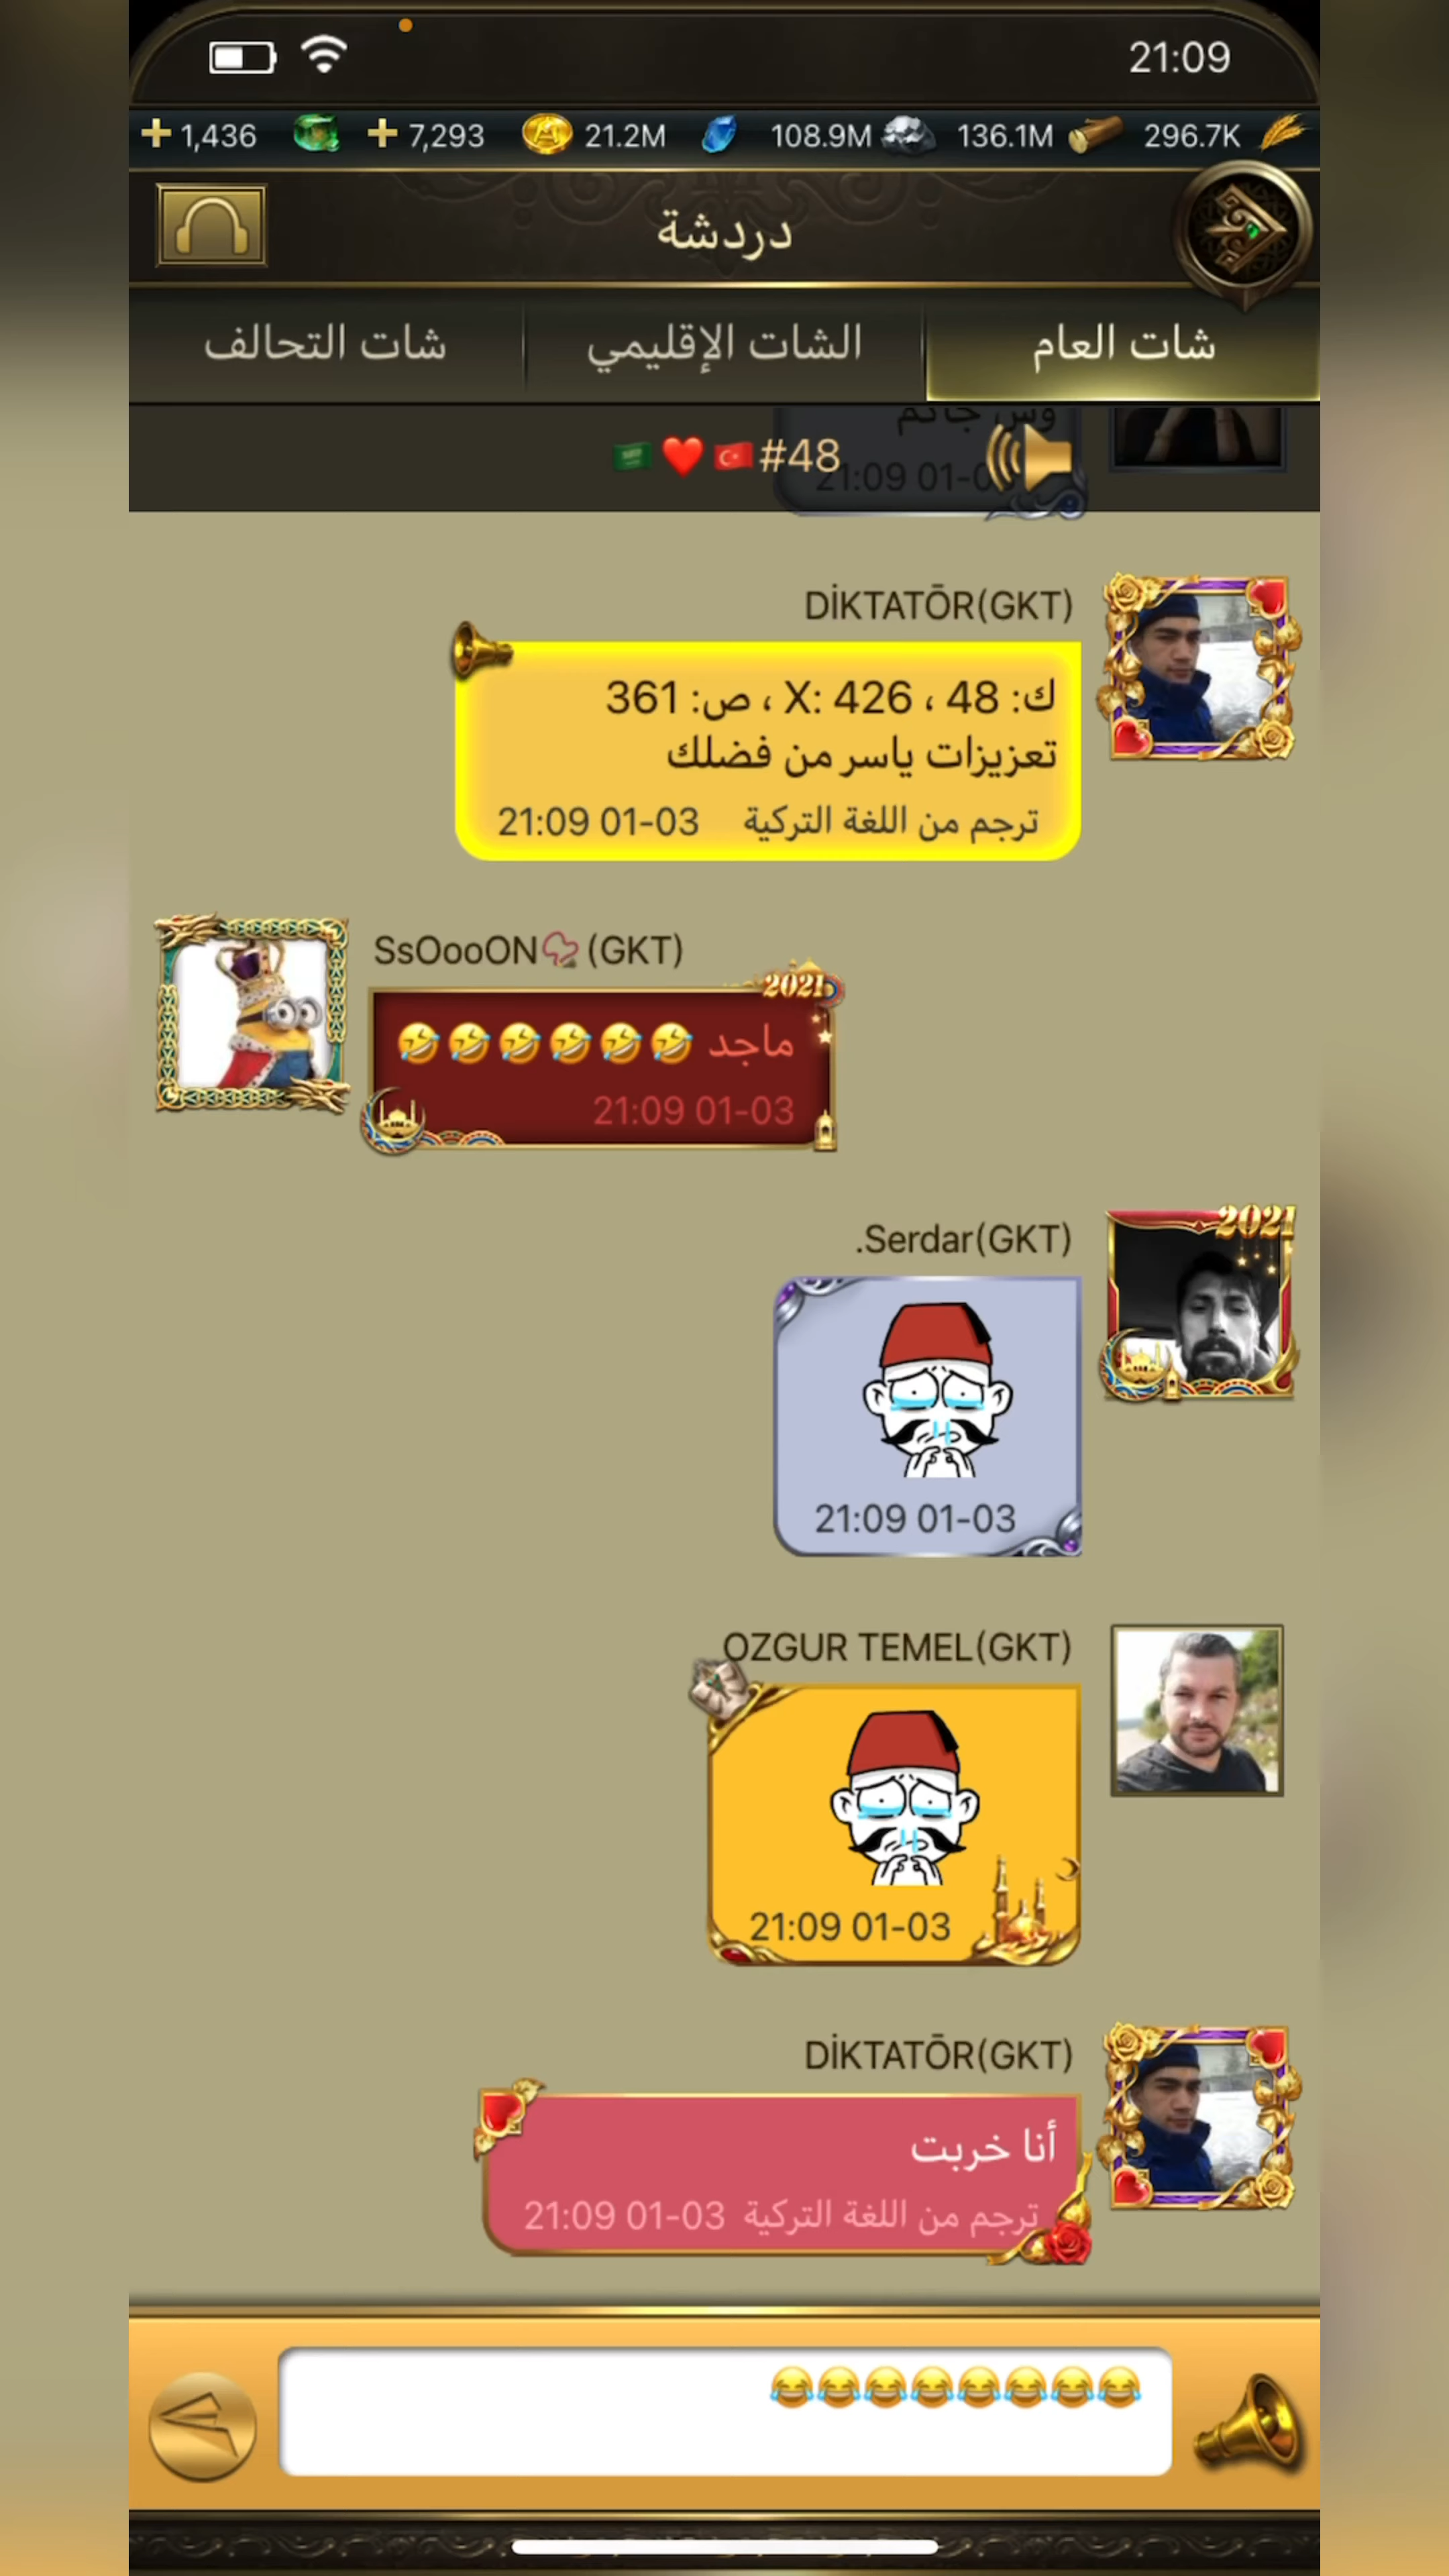 21:09
1,436 7,293 21.2M 108.9M 136.1M 296.7K
دردشة
شات العام
الشات الإقليمي
شات التحالف
#48 🇹🇷❤️🇸🇦
DİKTATŌR(GKT)
ك: 48 ، X: 426 ، ص: 361
تعزيزات ياسر من فضلك
ترجم من اللغة التركية 21:09 01-03
SsOooON(GKT)
2021
ماجد 🤣🤣🤣🤣🤣🤣
21:09 01-03
.Serdar(GKT)
2021
21:09 01-03
OZGUR TEMEL(GKT)
21:09 01-03
DİKTATŌR(GKT)
أنا خربت
ترجم من اللغة التركية 21:09 01-03
😂😂😂😂😂😂😂😂